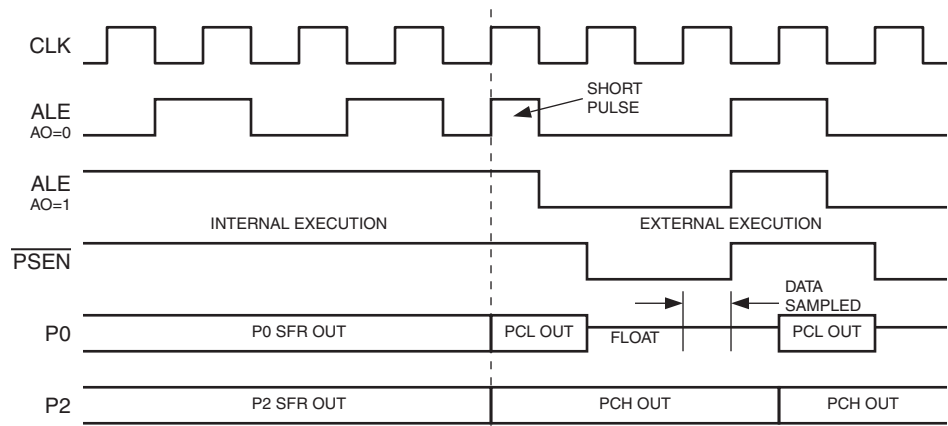 CLK
ALE
AO=0
SHORT
PULSE
ALE
AO=1
INTERNAL EXECUTION
EXTERNAL EXECUTION
PSEN
DATA
SAMPLED
P0
P0 SFR OUT
PCL OUT
FLOAT
PCL OUT
P2
P2 SFR OUT
PCH OUT
PCH OUT